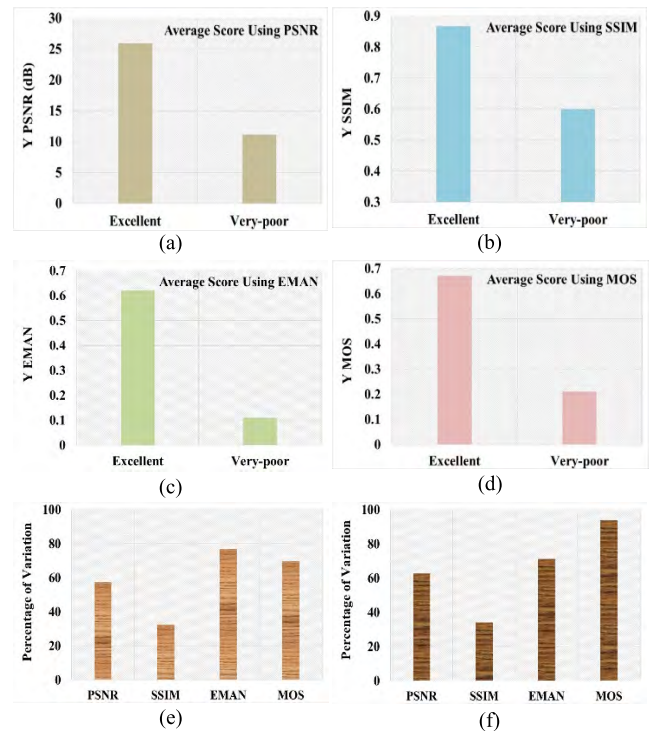 Average Score Using PSNR
Y PSNR (dB)
30
25
20
15
10
5
0
Excellent Very-poor
(a)
Average Score Using SSIM
Y SSIM
0.9
0.8
0.7
0.6
0.5
0.4
0.3
Excellent Very-poor
(b)
Average Score Using EMAN
Y EMAN
0.7
0.6
0.5
0.4
0.3
0.2
0.1
0
Excellent Very-poor
(c)
Average Score Using MOS
Y MOS
0.7
0.6
0.5
0.4
0.3
0.2
0.1
0
Excellent Very-poor
(d)
Percentage of Variation
100
80
60
40
20
0
PSNR SSIM EMAN MOS
(e)
Percentage of Variation
100
80
60
40
20
0
PSNR SSIM EMAN MOS
(f)